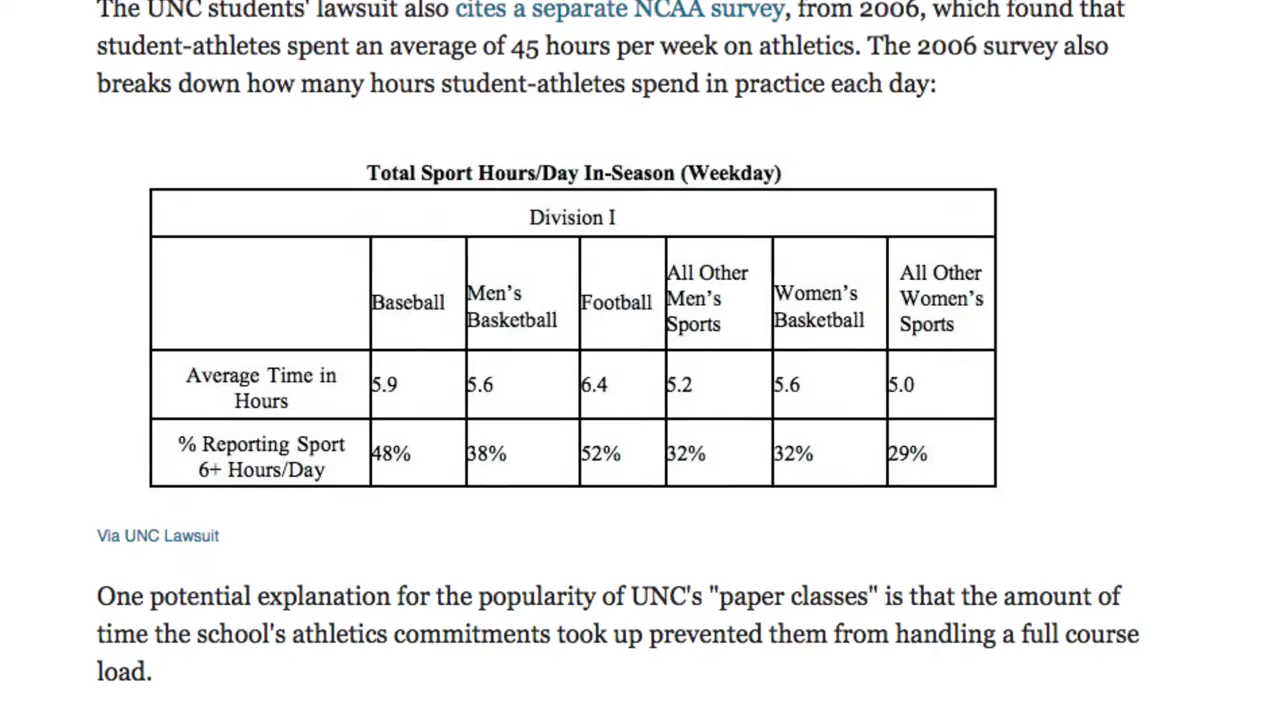 The UNC students' lawsuit also cites a separate NCAA survey, from 2006, which found that
student-athletes spent an average of 45 hours per week on athletics. The 2006 survey also
breaks down how many hours student-athletes spend in practice each day:
Total Sport Hours/Day In-Season (Weekday)
Division I
Baseball Men's Basketball Football All Other Men's Sports Women's Basketball All Other Women's Sports
Average Time in Hours 5.9 5.6 6.4 5.2 5.6 5.0
% Reporting Sport 6+ Hours/Day 48% 38% 52% 32% 32% 29%
Via UNC Lawsuit
One potential explanation for the popularity of UNC's "paper classes" is that the amount of
time the school's athletics commitments took up prevented them from handling a full course
load.